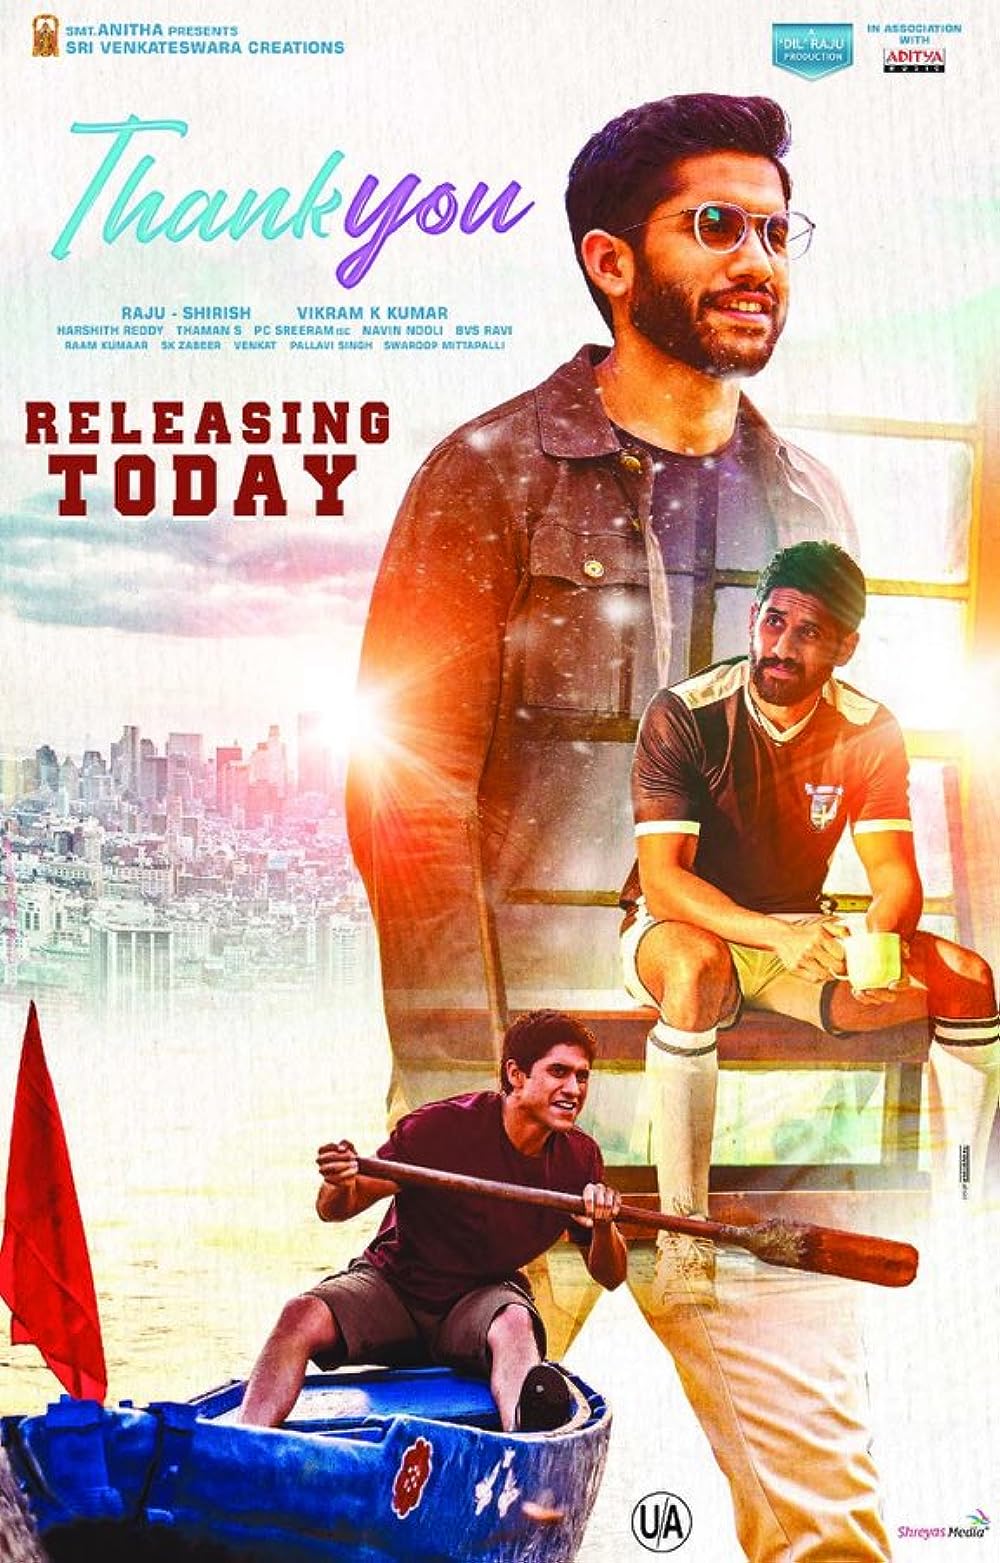 SMT. ANITHA PRESENTS
SRI VENKATESWARA CREATIONS
A
'DIL' RAJU
PRODUCTION
IN ASSOCIATION
WITH
ADITYA
MUSIC
Thankyou
RAJU - SHIRISH VIKRAM K KUMAR
HARSHITH REDDY THAMAN S PC SREERAM ISC NAVIN NOOLI BVS RAVI
RAAM KUMAAR SK ZABEER VENKAT PALLAVI SINGH SWAROOP MITTAPALLI
RELEASING
TODAY
U/A
Shreyas Media